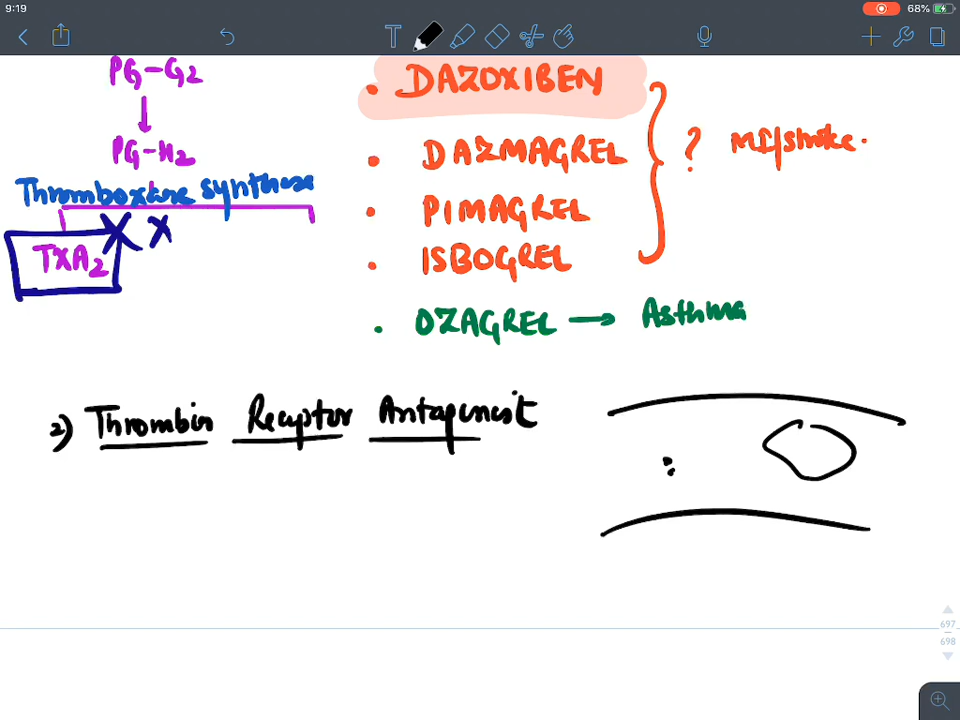 9:19
68%
T
PG-G2
↓
PG-H2
Thromboxane synthase
X X
TXA2
• DAZOXIBEN
• DAZMAGREL
? MI/stroke.
• PIMAGREL
• ISBOGREL
• OZAGREL → Asthma
2) Thrombin Receptor Antagonist
697
698